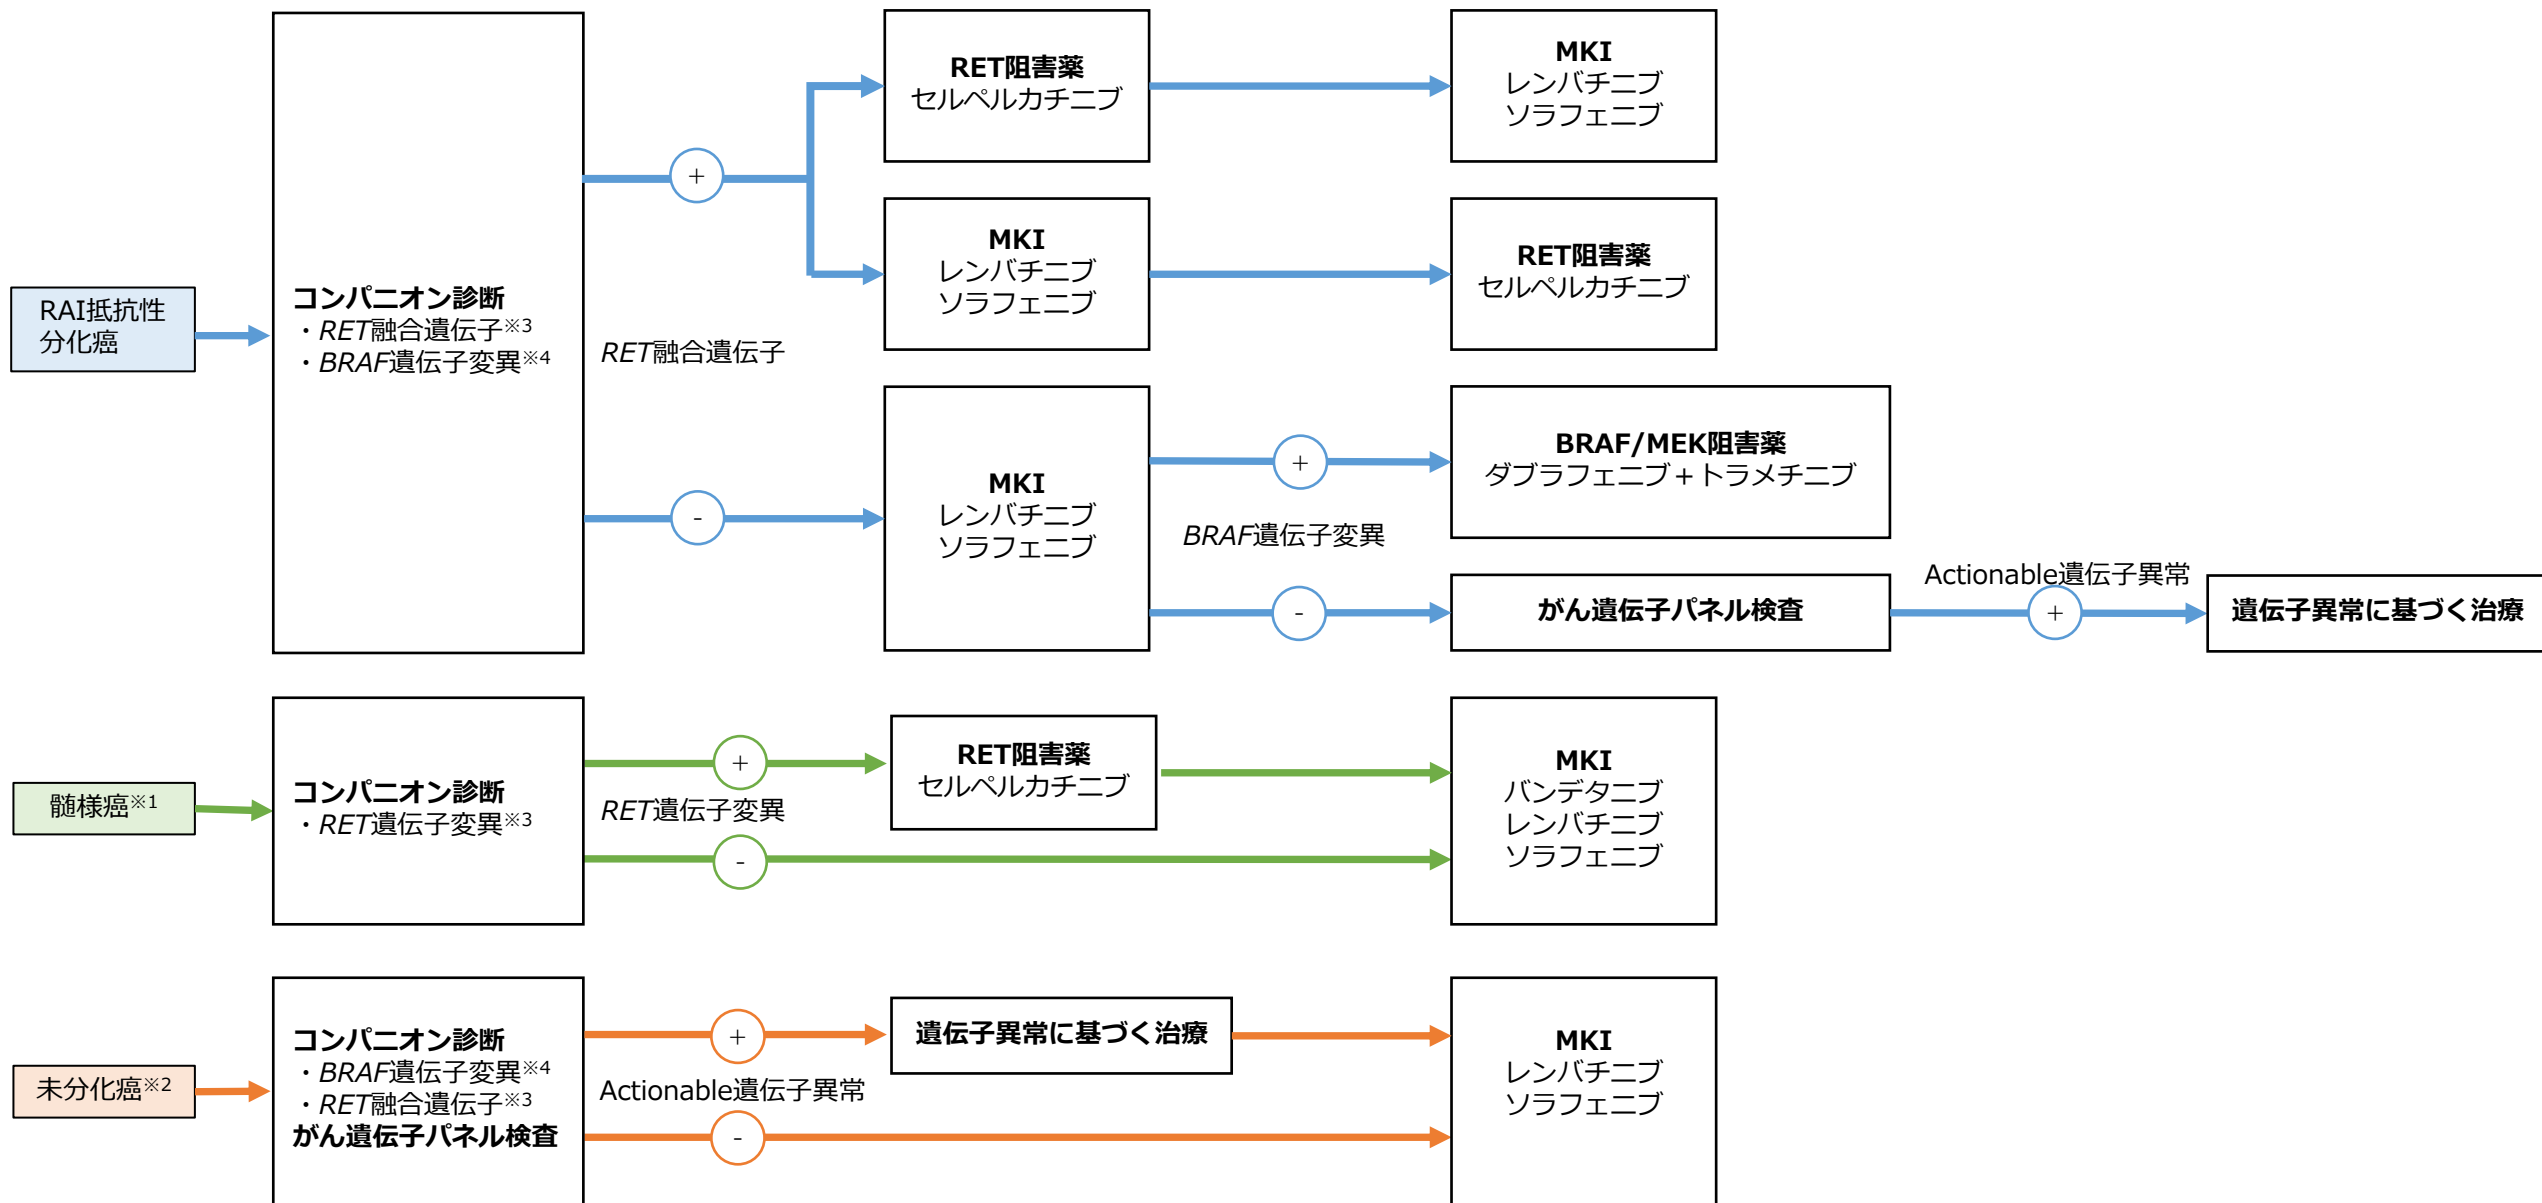 RAI抵抗性
分化癌
コンパニオン診断
・RET融合遺伝子※3
・BRAF遺伝子変異※4
+
RET融合遺伝子
-
RET阻害薬
セルペルカチニブ
MKI
レンバチニブ
ソラフェニブ
MKI
レンバチニブ
ソラフェニブ
RET阻害薬
セルペルカチニブ
MKI
レンバチニブ
ソラフェニブ
+
BRAF遺伝子変異
-
BRAF/MEK阻害薬
ダブラフェニブ+トラメチニブ
がん遺伝子パネル検査
Actionable遺伝子異常
+
遺伝子異常に基づく治療
髄様癌※1
コンパニオン診断
・RET遺伝子変異※3
+
RET遺伝子変異
-
RET阻害薬
セルペルカチニブ
MKI
バンデタニブ
レンバチニブ
ソラフェニブ
未分化癌※2
コンパニオン診断
・BRAF遺伝子変異※4
・RET融合遺伝子※3
がん遺伝子パネル検査
+
Actionable遺伝子異常
-
遺伝子異常に基づく治療
MKI
レンバチニブ
ソラフェニブ